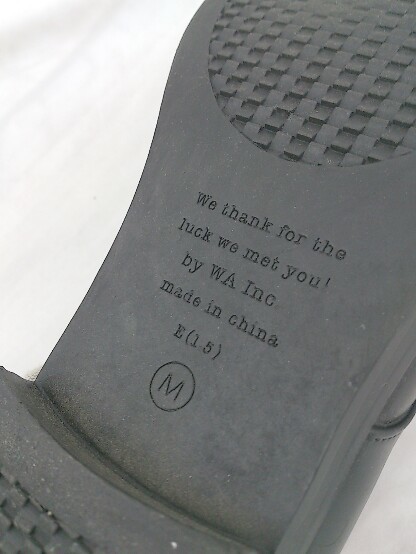 We thank for the
luck we met you!
by WA Inc
made in china
E(1.5)
M